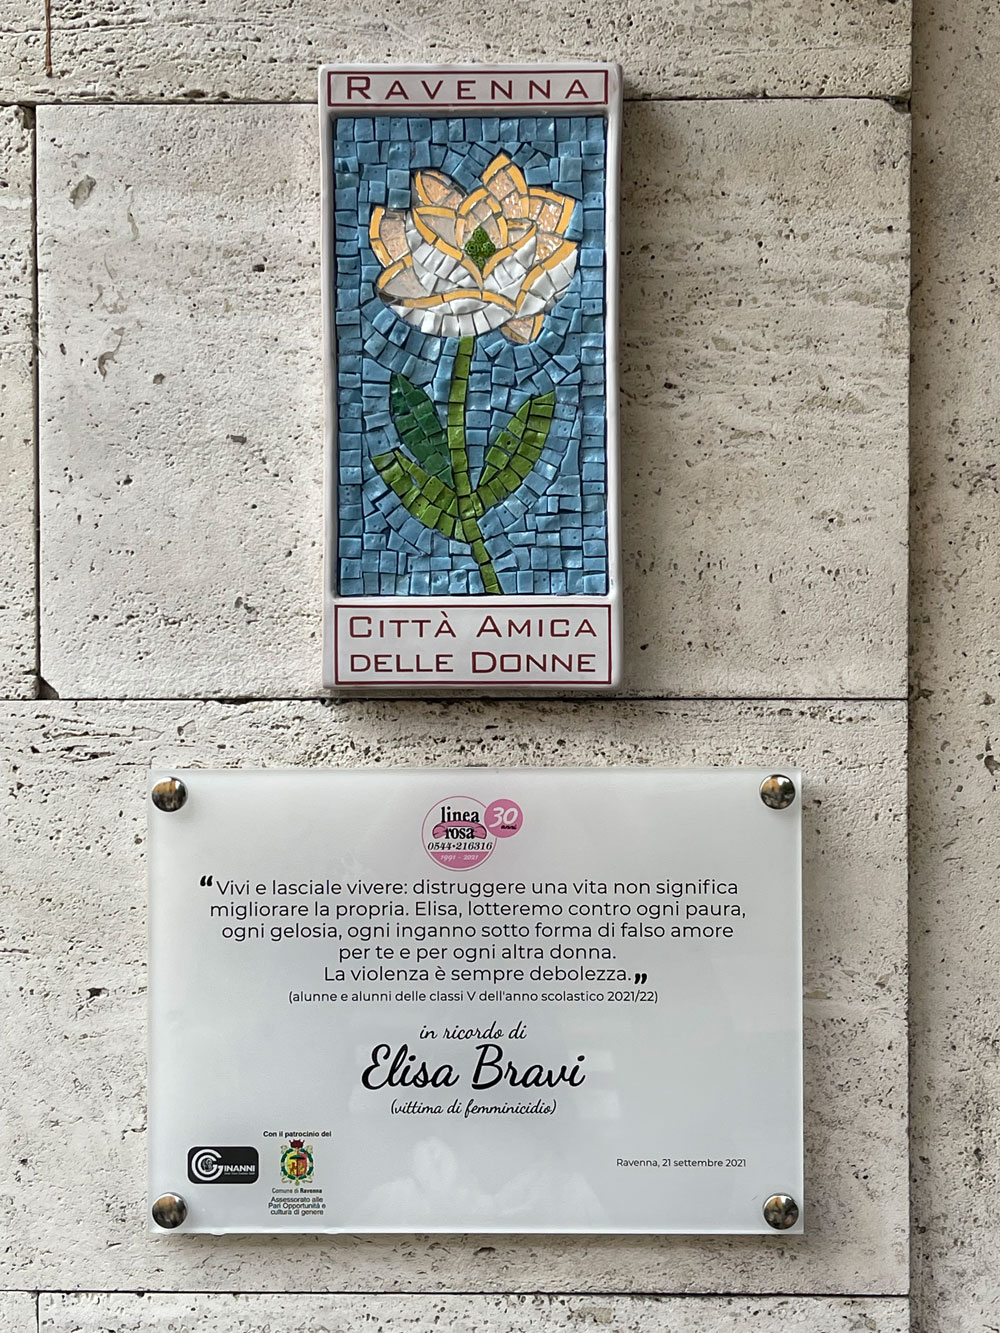 RAVENNA
CITTÀ AMICA
DELLE DONNE
linea
rosa
30
anni
0544•216316
1991 - 2021
“Vivi e lasciale vivere: distruggere una vita non significa
migliorare la propria. Elisa, lotteremo contro ogni paura,
ogni gelosia, ogni inganno sotto forma di falso amore
per te e per ogni altra donna.
La violenza è sempre debolezza.„
(alunne e alunni delle classi V dell'anno scolastico 2021/22)
in ricordo di
Elisa Bravi
(vittima di femminicidio)
Con il patrocinio del
GINANNI
Comune di Ravenna
Assessorato alle
Pari Opportunità e
cultura di genere
Ravenna, 21 settembre 2021